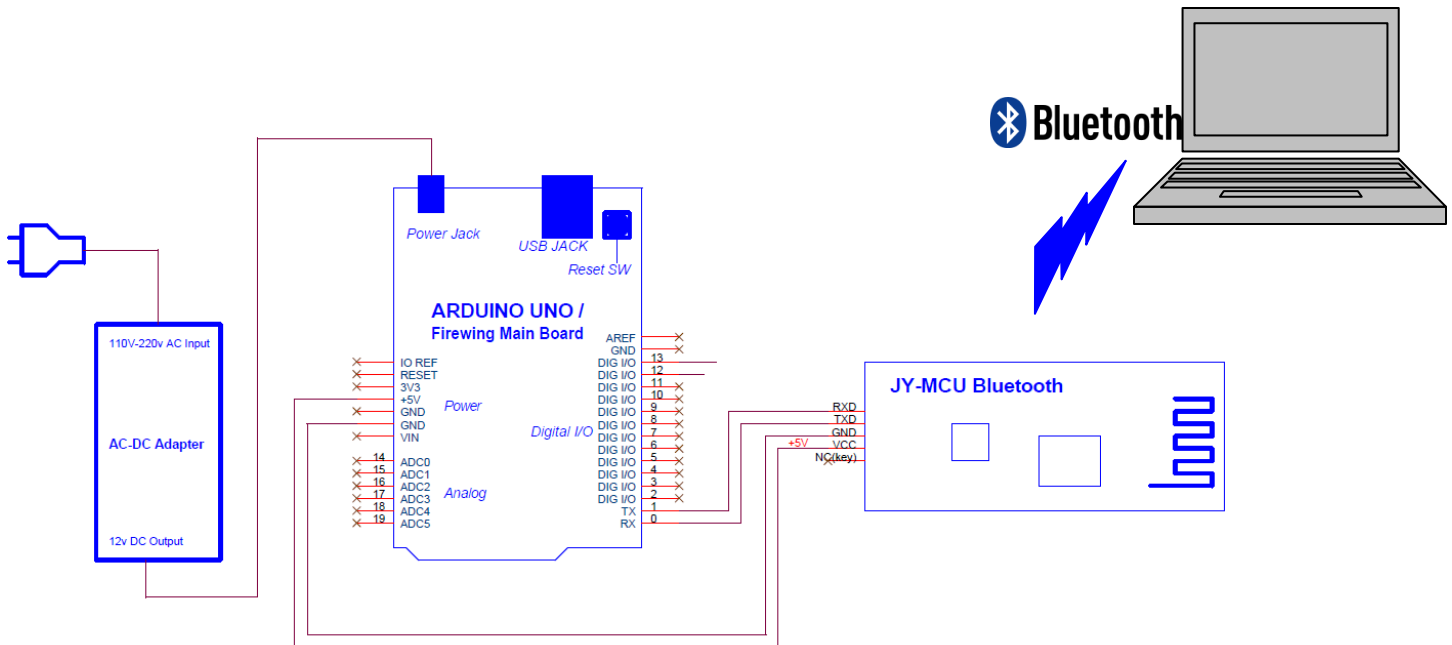 Bluetooth
Power Jack
USB JACK
Reset SW
ARDUINO UNO /
Firewing Main Board
110V-220v AC Input
AC-DC Adapter
12v DC Output
IO REF
RESET
3V3
+5V
GND
GND
VIN
Power
14 ADC0
15 ADC1
16 ADC2
17 ADC3
18 ADC4
19 ADC5
Analog
Digital I/O
AREF
GND
DIG I/O 13
DIG I/O 12
DIG I/O 11
DIG I/O 10
DIG I/O 9
DIG I/O 8
DIG I/O 7
DIG I/O 6
DIG I/O 5
DIG I/O 4
DIG I/O 3
DIG I/O 2
TX 1
RX 0
JY-MCU Bluetooth
RXD
TXD
GND
+5V VCC
NC(key)